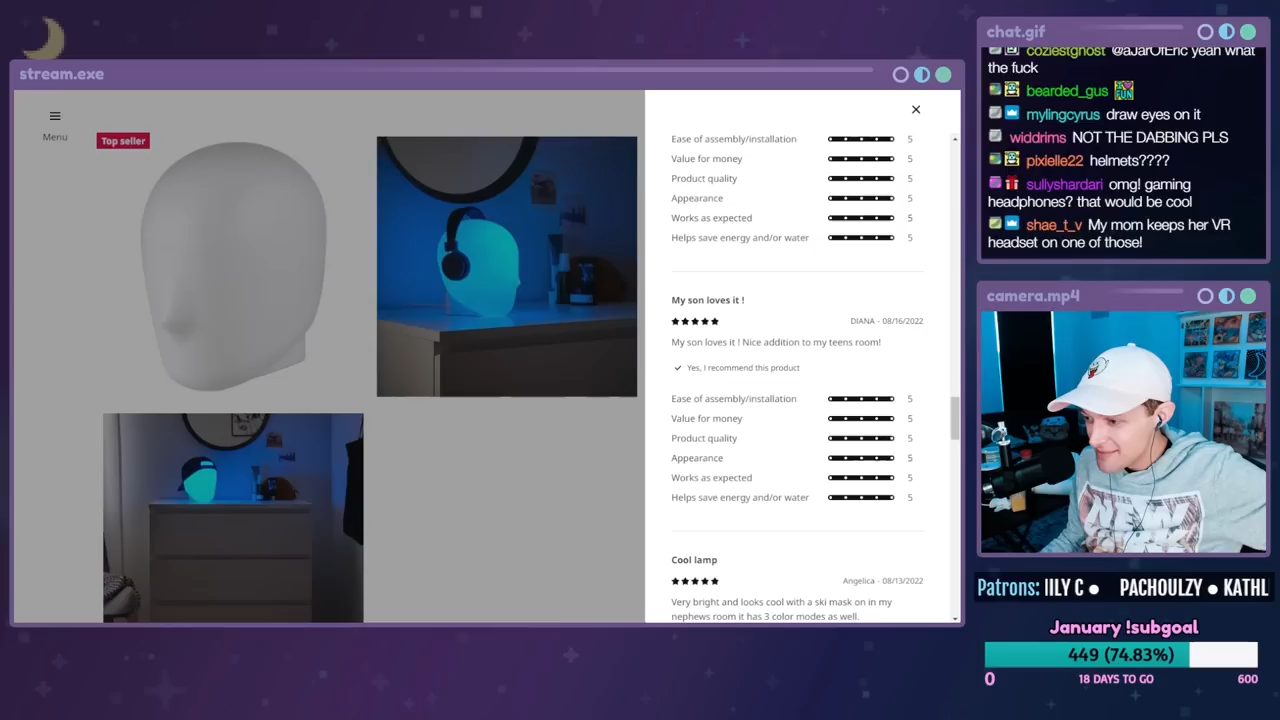 stream.exe
Menu
Top seller
Ease of assembly/installation 5
Value for money 5
Product quality 5
Appearance 5
Works as expected 5
Helps save energy and/or water 5
My son loves it !
DIANA - 08/16/2022
My son loves it ! Nice addition to my teens room!
Yes, I recommend this product
Ease of assembly/installation 5
Value for money 5
Product quality 5
Appearance 5
Works as expected 5
Helps save energy and/or water 5
Cool lamp
Angelica - 08/13/2022
Very bright and looks cool with a ski mask on in my
nephews room it has 3 color modes as well.
chat.gif
coziestghost @aJarOfEric yeah what
the fuck
bearded_gus FUN
mylingcyrus draw eyes on it
widdrims NOT THE DABBING PLS
pixielle22 helmets????
sullyshardari omg! gaming
headphones? that would be cool
shae_t_v My mom keeps her VR
headset on one of those!
camera.mp4
Patrons: IILY C ● PACHOULZY ● KATHL
January !subgoal
449 (74.83%)
0 18 DAYS TO GO 600